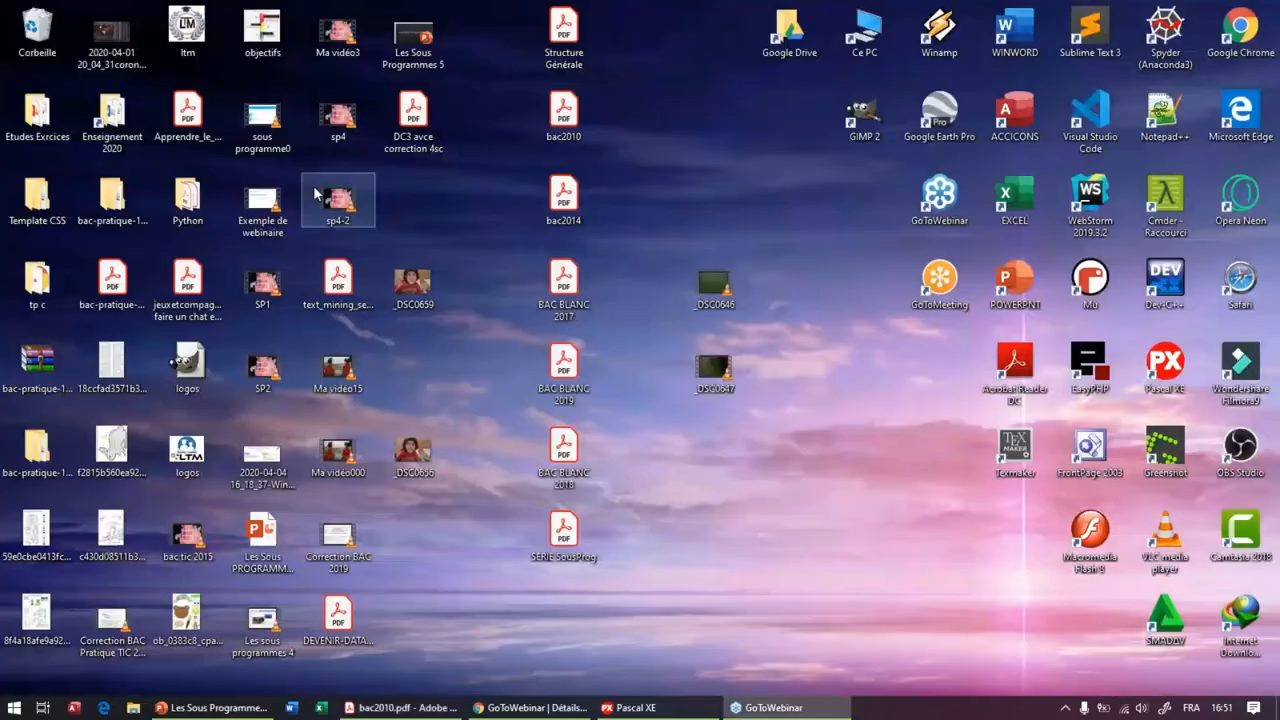 Corbeille
2020-04-01
20_04_31coron...
ltm
objectifs
Ma vidéo3
Les Sous
Programmes 5
Structure
Générale
Google Drive
Ce PC
Winamp
WINWORD
Sublime Les 3
Spyder
(Anaconda3)
Google Chrome
Etudes Exrcices
Enseignement
2020
Apprendre_le_...
sous
programme0
sp4
DC3 avce
correction 4sc
bac2010
GIMP 2
Google Earth Pro
ACCICONS
Visual Studio
Code
Notepad++
Microsoft Edge
Template CSS
bac-pratique-1...
Python
Exemple de
webinaire
sp4-2
bac2014
GoToWebinar
EXCEL
WebStorm
2019.3.2
Cmder -
Raccourci
Opera Neon
tp c
bac-pratique-...
jeuxetcompag...
faire un chat e...
SP1
text_mining_se...
_DSC0659
BAC BLANC
2017
_DSC0646
GoToMeeting
POWERPNT
Mu
Dev-C++
Safari
bac-pratique-1...
18ccfad3571b3...
logos
SP2
Ma vidéo15
BAC BLANC
2019
_DSC0647
Acrobat Reader
DC
EasyPHP
Pascal XE
Wondershare
Filmora9
bac-pratique-1...
f2815b560ea92...
logos
2020-04-04
16_18_37-Win...
Ma vidéo000
_DSC0656
BAC BLANC
2018
Texmaker
FrontPage 2003
Greenshot
OBS Studio
59e0cbe0413fc...
c430d08511b3...
bac tic 2015
Les Sous
PROGRAMM...
Correction BAC
2019
SERIE SousProg
Macromedia
Flash 8
VLC media
player
Camtasia 2018
8f4a18afe9a92...
Correction BAC
Pratique TIC 2...
ob_0383c8_cpa...
Les sous
programmes 4
DEVENIR-DATA...
SMADAV
Internet
Downlo...
Les Sous Programme...
bac2010.pdf - Adobe ...
GoToWebinar | Détails...
Pascal XE
GoToWebinar
FRA
16:51